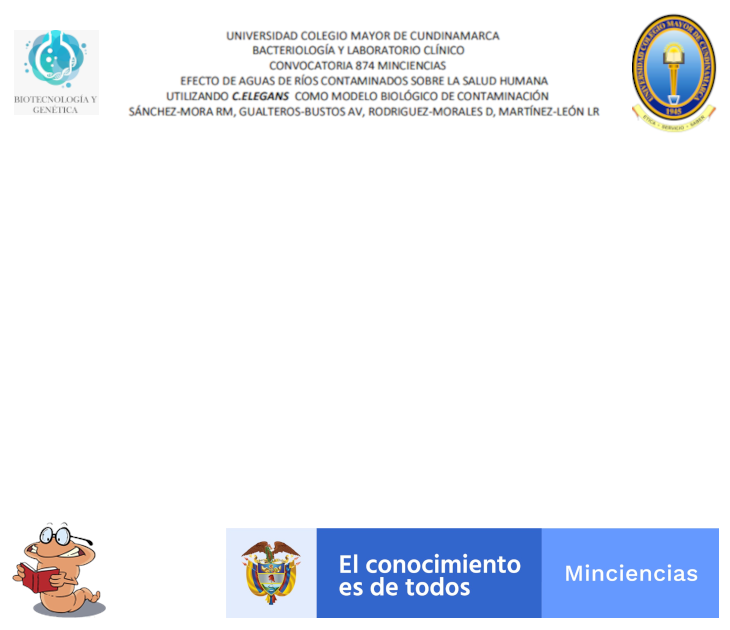 UNIVERSIDAD COLEGIO MAYOR DE CUNDINAMARCA
BACTERIOLOGÍA Y LABORATORIO CLÍNICO
CONVOCATORIA 874 MINCIENCIAS
EFECTO DE AGUAS DE RÍOS CONTAMINADOS SOBRE LA SALUD HUMANA
UTILIZANDO C.ELEGANS COMO MODELO BIOLÓGICO DE CONTAMINACIÓN
SÁNCHEZ-MORA RM, GUALTEROS-BUSTOS AV, RODRIGUEZ-MORALES D, MARTÍNEZ-LEÓN LR
BIOTECNOLOGÍA Y
GENÉTICA
UNIVERSIDAD COLEGIO MAYOR DE CUNDINAMARCA
1945
ETICA - SERVICIO - SABER
El conocimiento
es de todos
Minciencias